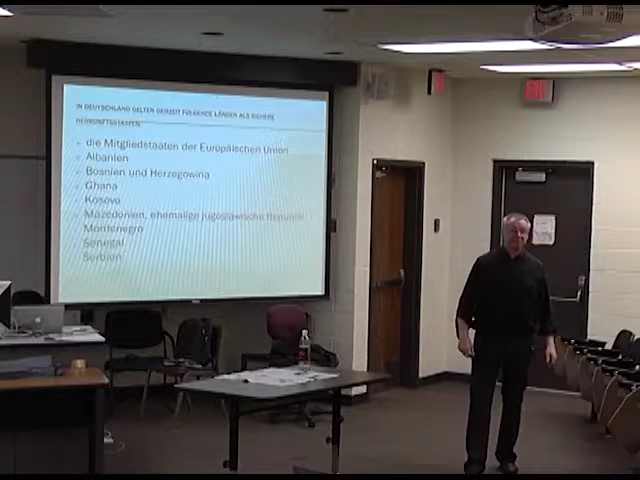 IN DEUTSCHLAND GELTEN DERZEIT FOLGENDE LÄNDER ALS SICHERE
HERKUNFTSSTAATEN:
die Mitgliedstaaten der Europäischen Union
Albanien
Bosnien und Herzegowina
Ghana
Kosovo
Mazedonien, ehemalige jugoslawische Republik
Montenegro
Senegal
Serbien